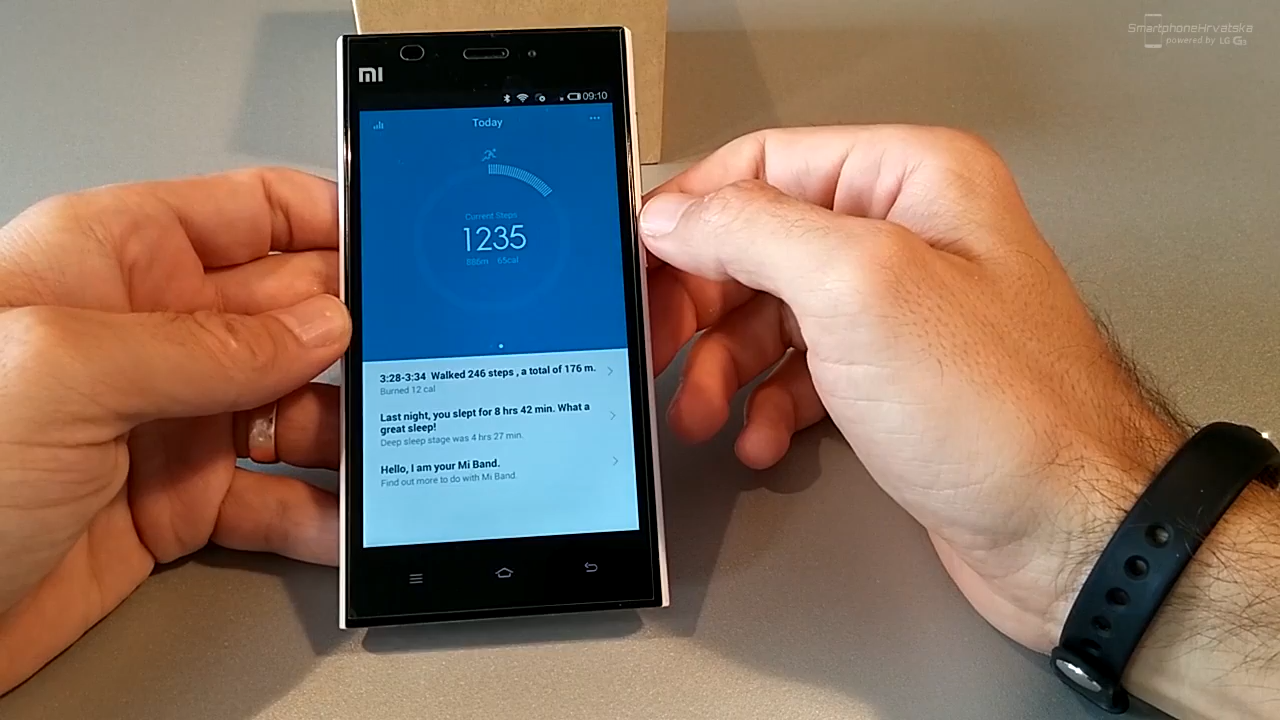 SmartphoneHrvatska
powered by LG G3
mi
09:10
Today
Current Steps
1235
886m 65cal
3:28-3:34 Walked 246 steps , a total of 176 m.
Burned 12 cal
Last night, you slept for 8 hrs 42 min. What a
great sleep!
Deep sleep stage was 4 hrs 27 min.
Hello, I am your Mi Band.
Find out more to do with Mi Band.